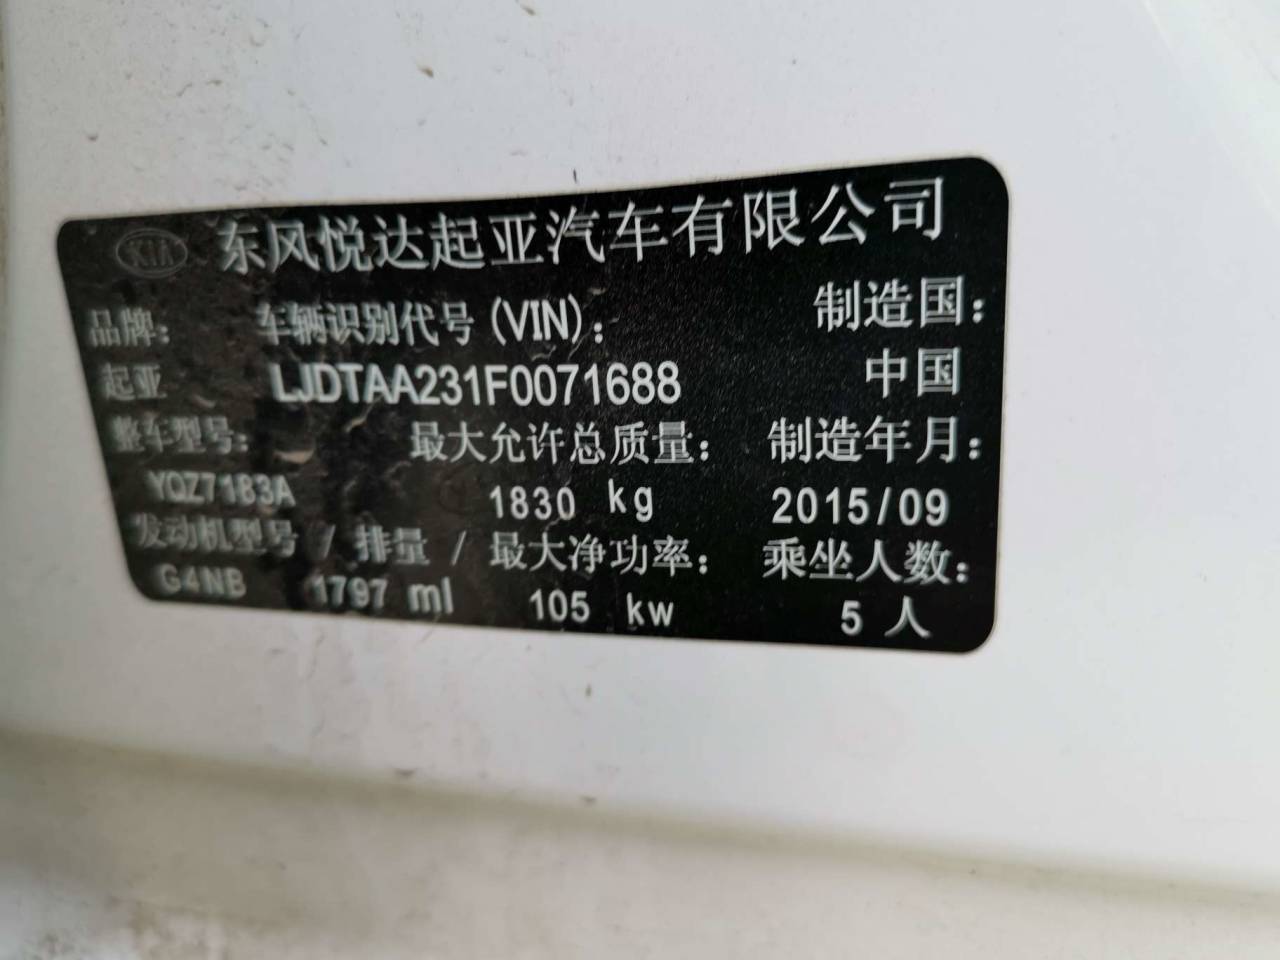 KIA 东风悦达起亚汽车有限公司
品牌: 车辆识别代号(VIN): 制造国:
起亚 LJDTAA231F0071688 中国
整车型号: 最大允许总质量: 制造年月:
YQZ7183A 1830 kg 2015/09
发动机型号 / 排量 / 最大净功率: 乘坐人数:
G4NB 1797 ml 105 kw 5 人